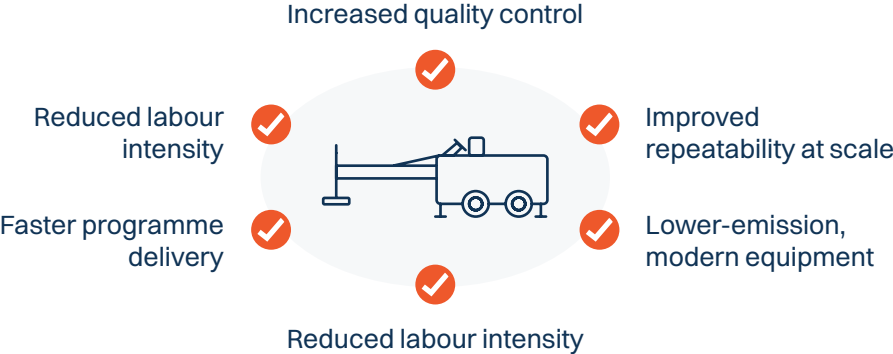 Increased quality control
Reduced labour
intensity
Improved
repeatability at scale
Faster programme
delivery
Lower-emission,
modern equipment
Reduced labour intensity